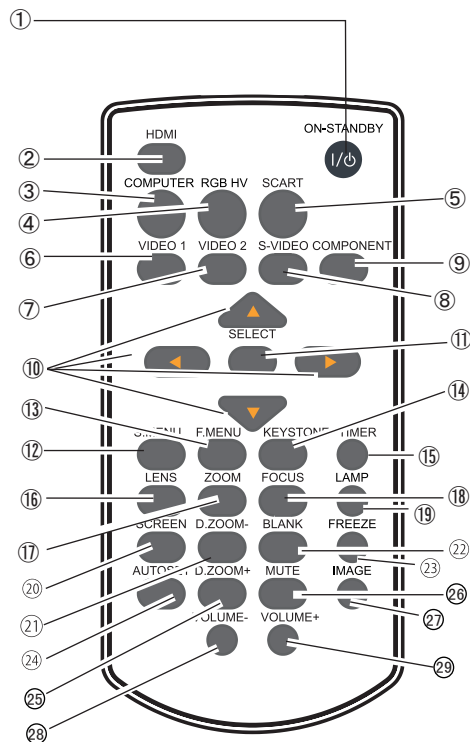 ①
HDMI ON-STANDBY
② I/⏻
③ COMPUTER RGB HV SCART
④ ⑤
⑥ VIDEO 1 VIDEO 2 S-VIDEO COMPONENT ⑨
⑦ ⑧
SELECT
⑩ ⑪
⑬ ⑭
S.MENU F.MENU KEYSTONE TIMER
⑫ ⑮
LENS ZOOM FOCUS LAMP
⑯ ⑱
⑰ ⑲
SCREEN D.ZOOM- BLANK FREEZE
⑳ ㉒
㉓
AUTOSET D.ZOOM+ MUTE IMAGE
㉑ ㉖
㉔ ㉗
VOLUME- VOLUME+
㉕ ㉙
㉘